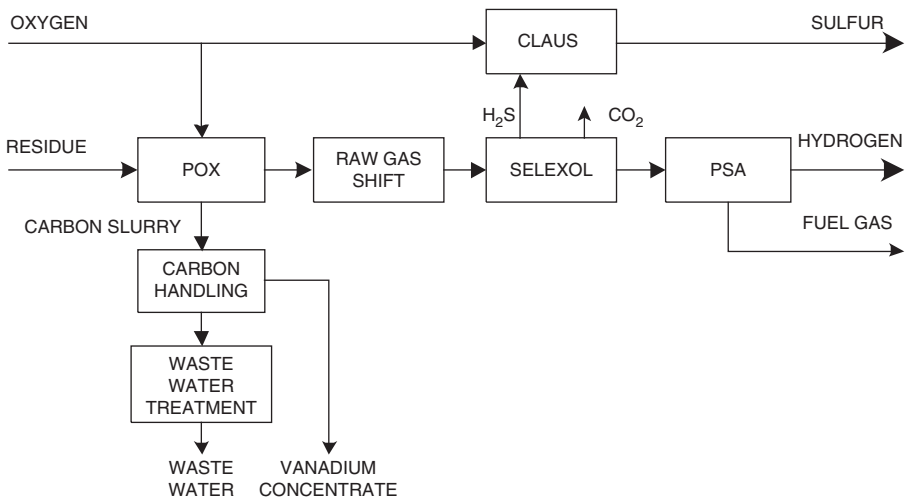 OXYGEN
SULFUR
CLAUS
H₂S
CO₂
RESIDUE
HYDROGEN
POX
RAW GAS
SHIFT
SELEXOL
PSA
CARBON SLURRY
FUEL GAS
CARBON
HANDLING
WASTE
WATER
TREATMENT
WASTE
WATER
VANADIUM
CONCENTRATE